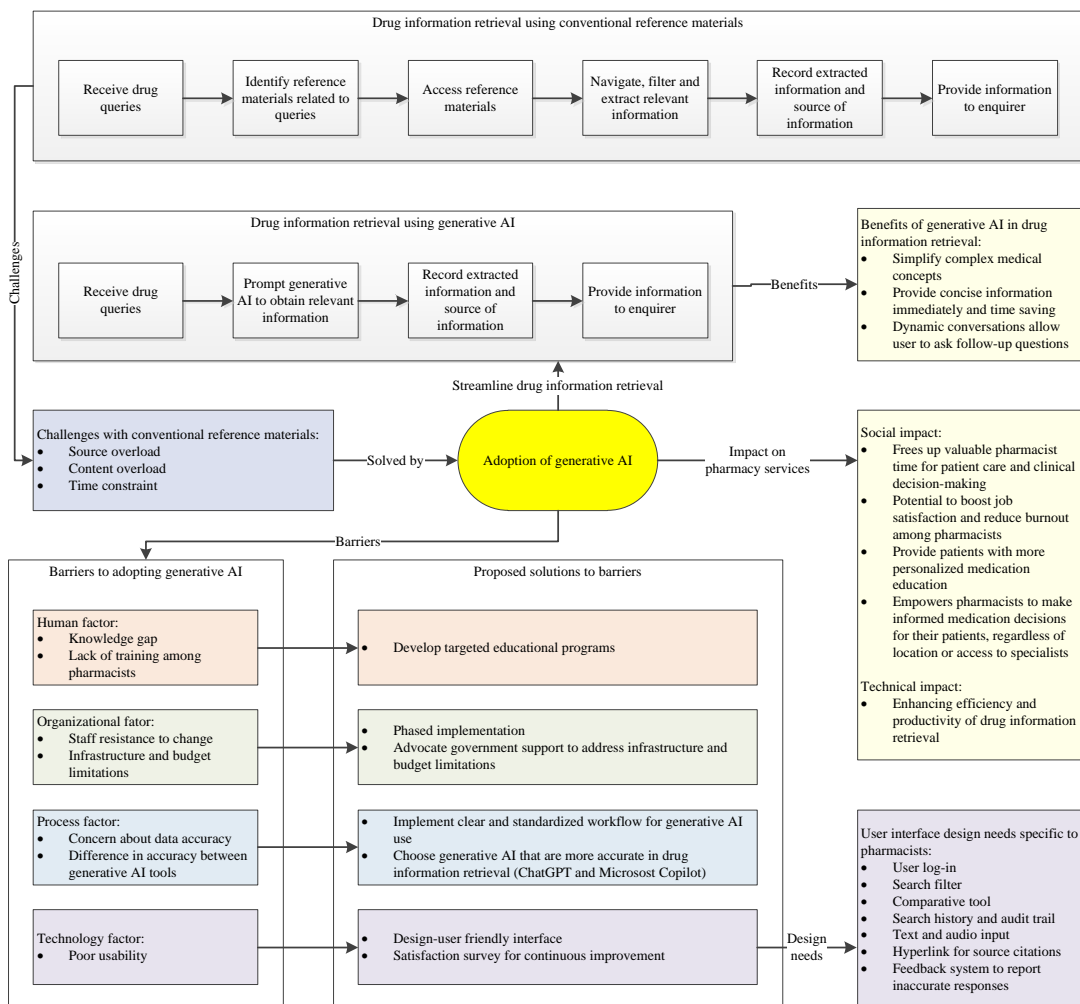 Drug information retrieval using conventional reference materials
Receive drug
queries
Identify reference
materials related to
queries
Access reference
materials
Navigate, filter and
extract relevant
information
Record extracted
information and
source of
information
Provide information
to enquirer
Challenges
Drug information retrieval using generative AI
Receive drug
queries
Prompt generative
AI to obtain relevant
information
Record extracted
information and
source of
information
Provide information
to enquirer
Benefits
Benefits of generative AI in drug
information retrieval:
• Simplify complex medical
concepts
• Provide concise information
immediately and time saving
• Dynamic conversations allow
user to ask follow-up questions
Streamline drug information retrieval
Challenges with conventional reference materials:
• Source overload
• Content overload
• Time constraint
Solved by
Adoption of generative AI
Impact on
pharmacy services
Social impact:
• Frees up valuable pharmacist
time for patient care and clinical
decision-making
• Potential to boost job
satisfaction and reduce burnout
among pharmacists
• Provide patients with more
personalized medication
education
• Empowers pharmacists to make
informed medication decisions
for their patients, regardless of
location or access to specialists
Technical impact:
• Enhancing efficiency and
productivity of drug information
retrieval
Barriers
Barriers to adopting generative AI
Proposed solutions to barriers
Human factor:
• Knowledge gap
• Lack of training among
pharmacists
• Develop targeted educational programs
Organizational fator:
• Staff resistance to change
• Infrastructure and budget
limitations
• Phased implementation
• Advocate government support to address infrastructure and
budget limitations
Process factor:
• Concern about data accuracy
• Difference in accuracy between
generative AI tools
• Implement clear and standardized workflow for generative AI
use
• Choose generative AI that are more accurate in drug
information retrieval (ChatGPT and Microsost Copilot)
Technology factor:
• Poor usability
• Design-user friendly interface
• Satisfaction survey for continuous improvement
Design
needs
User interface design needs specific to
pharmacists:
• User log-in
• Search filter
• Comparative tool
• Search history and audit trail
• Text and audio input
• Hyperlink for source citations
• Feedback system to report
inaccurate responses